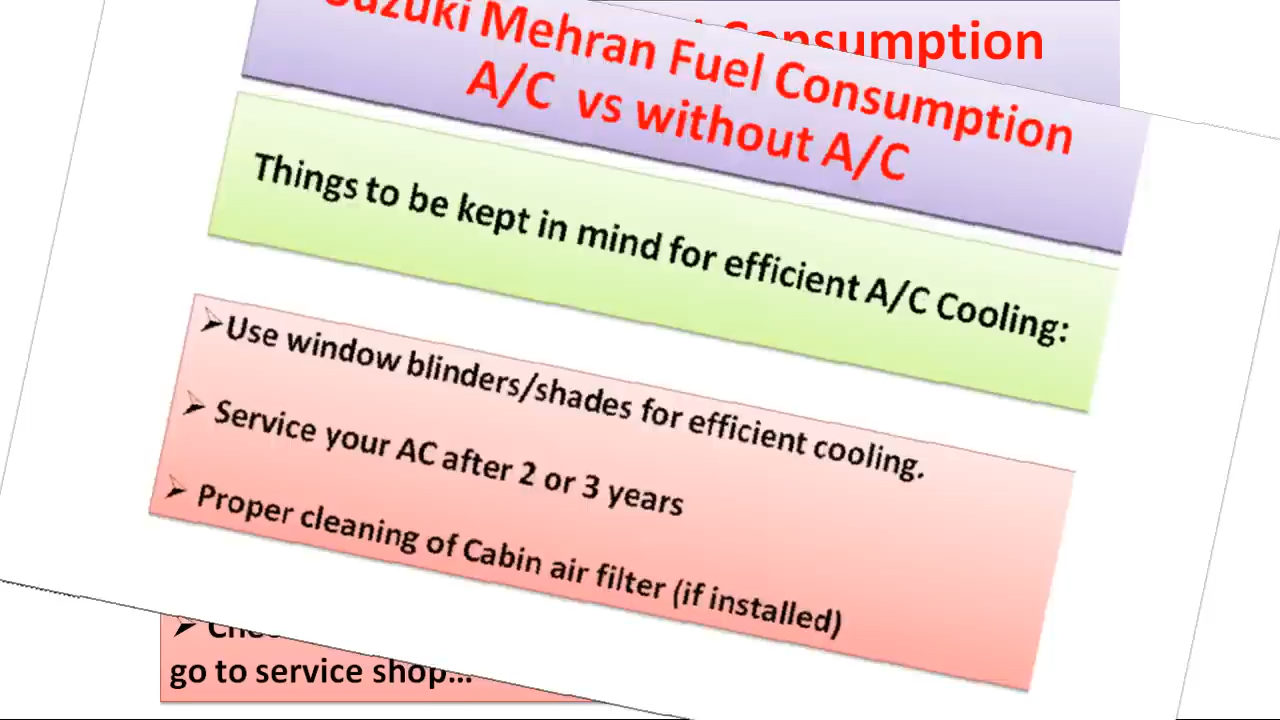 Consumption
Suzuki Mehran Fuel Consumption
A/C vs without A/C
Things to be kept in mind for efficient A/C Cooling:
➢Use window blinders/shades for efficient cooling.
➢ Service your AC after 2 or 3 years
➢ Proper cleaning of Cabin air filter (if installed)
go to service shop...